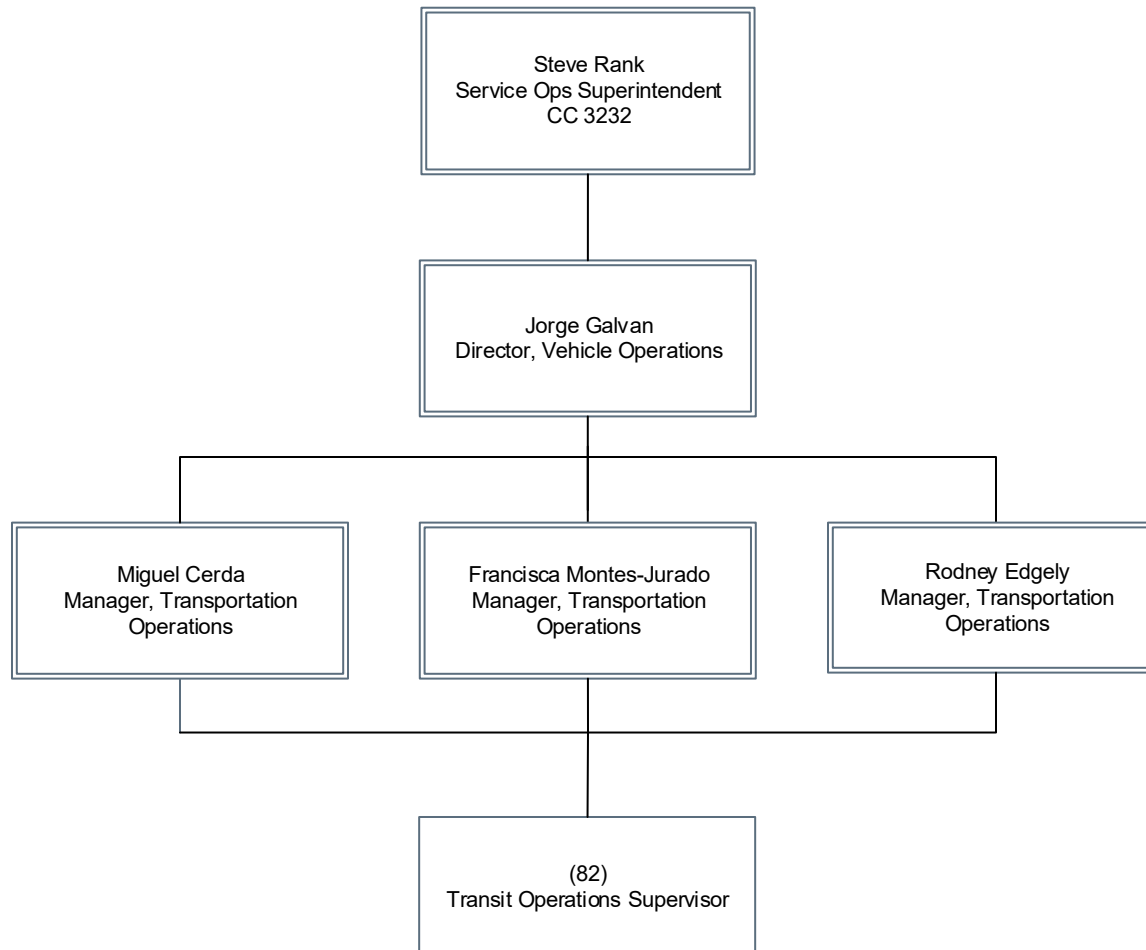 Steve Rank
Service Ops Superintendent
CC 3232
Jorge Galvan
Director, Vehicle Operations
Miguel Cerda
Manager, Transportation
Operations
Francisca Montes-Jurado
Manager, Transportation
Operations
Rodney Edgely
Manager, Transportation
Operations
(82)
Transit Operations Supervisor